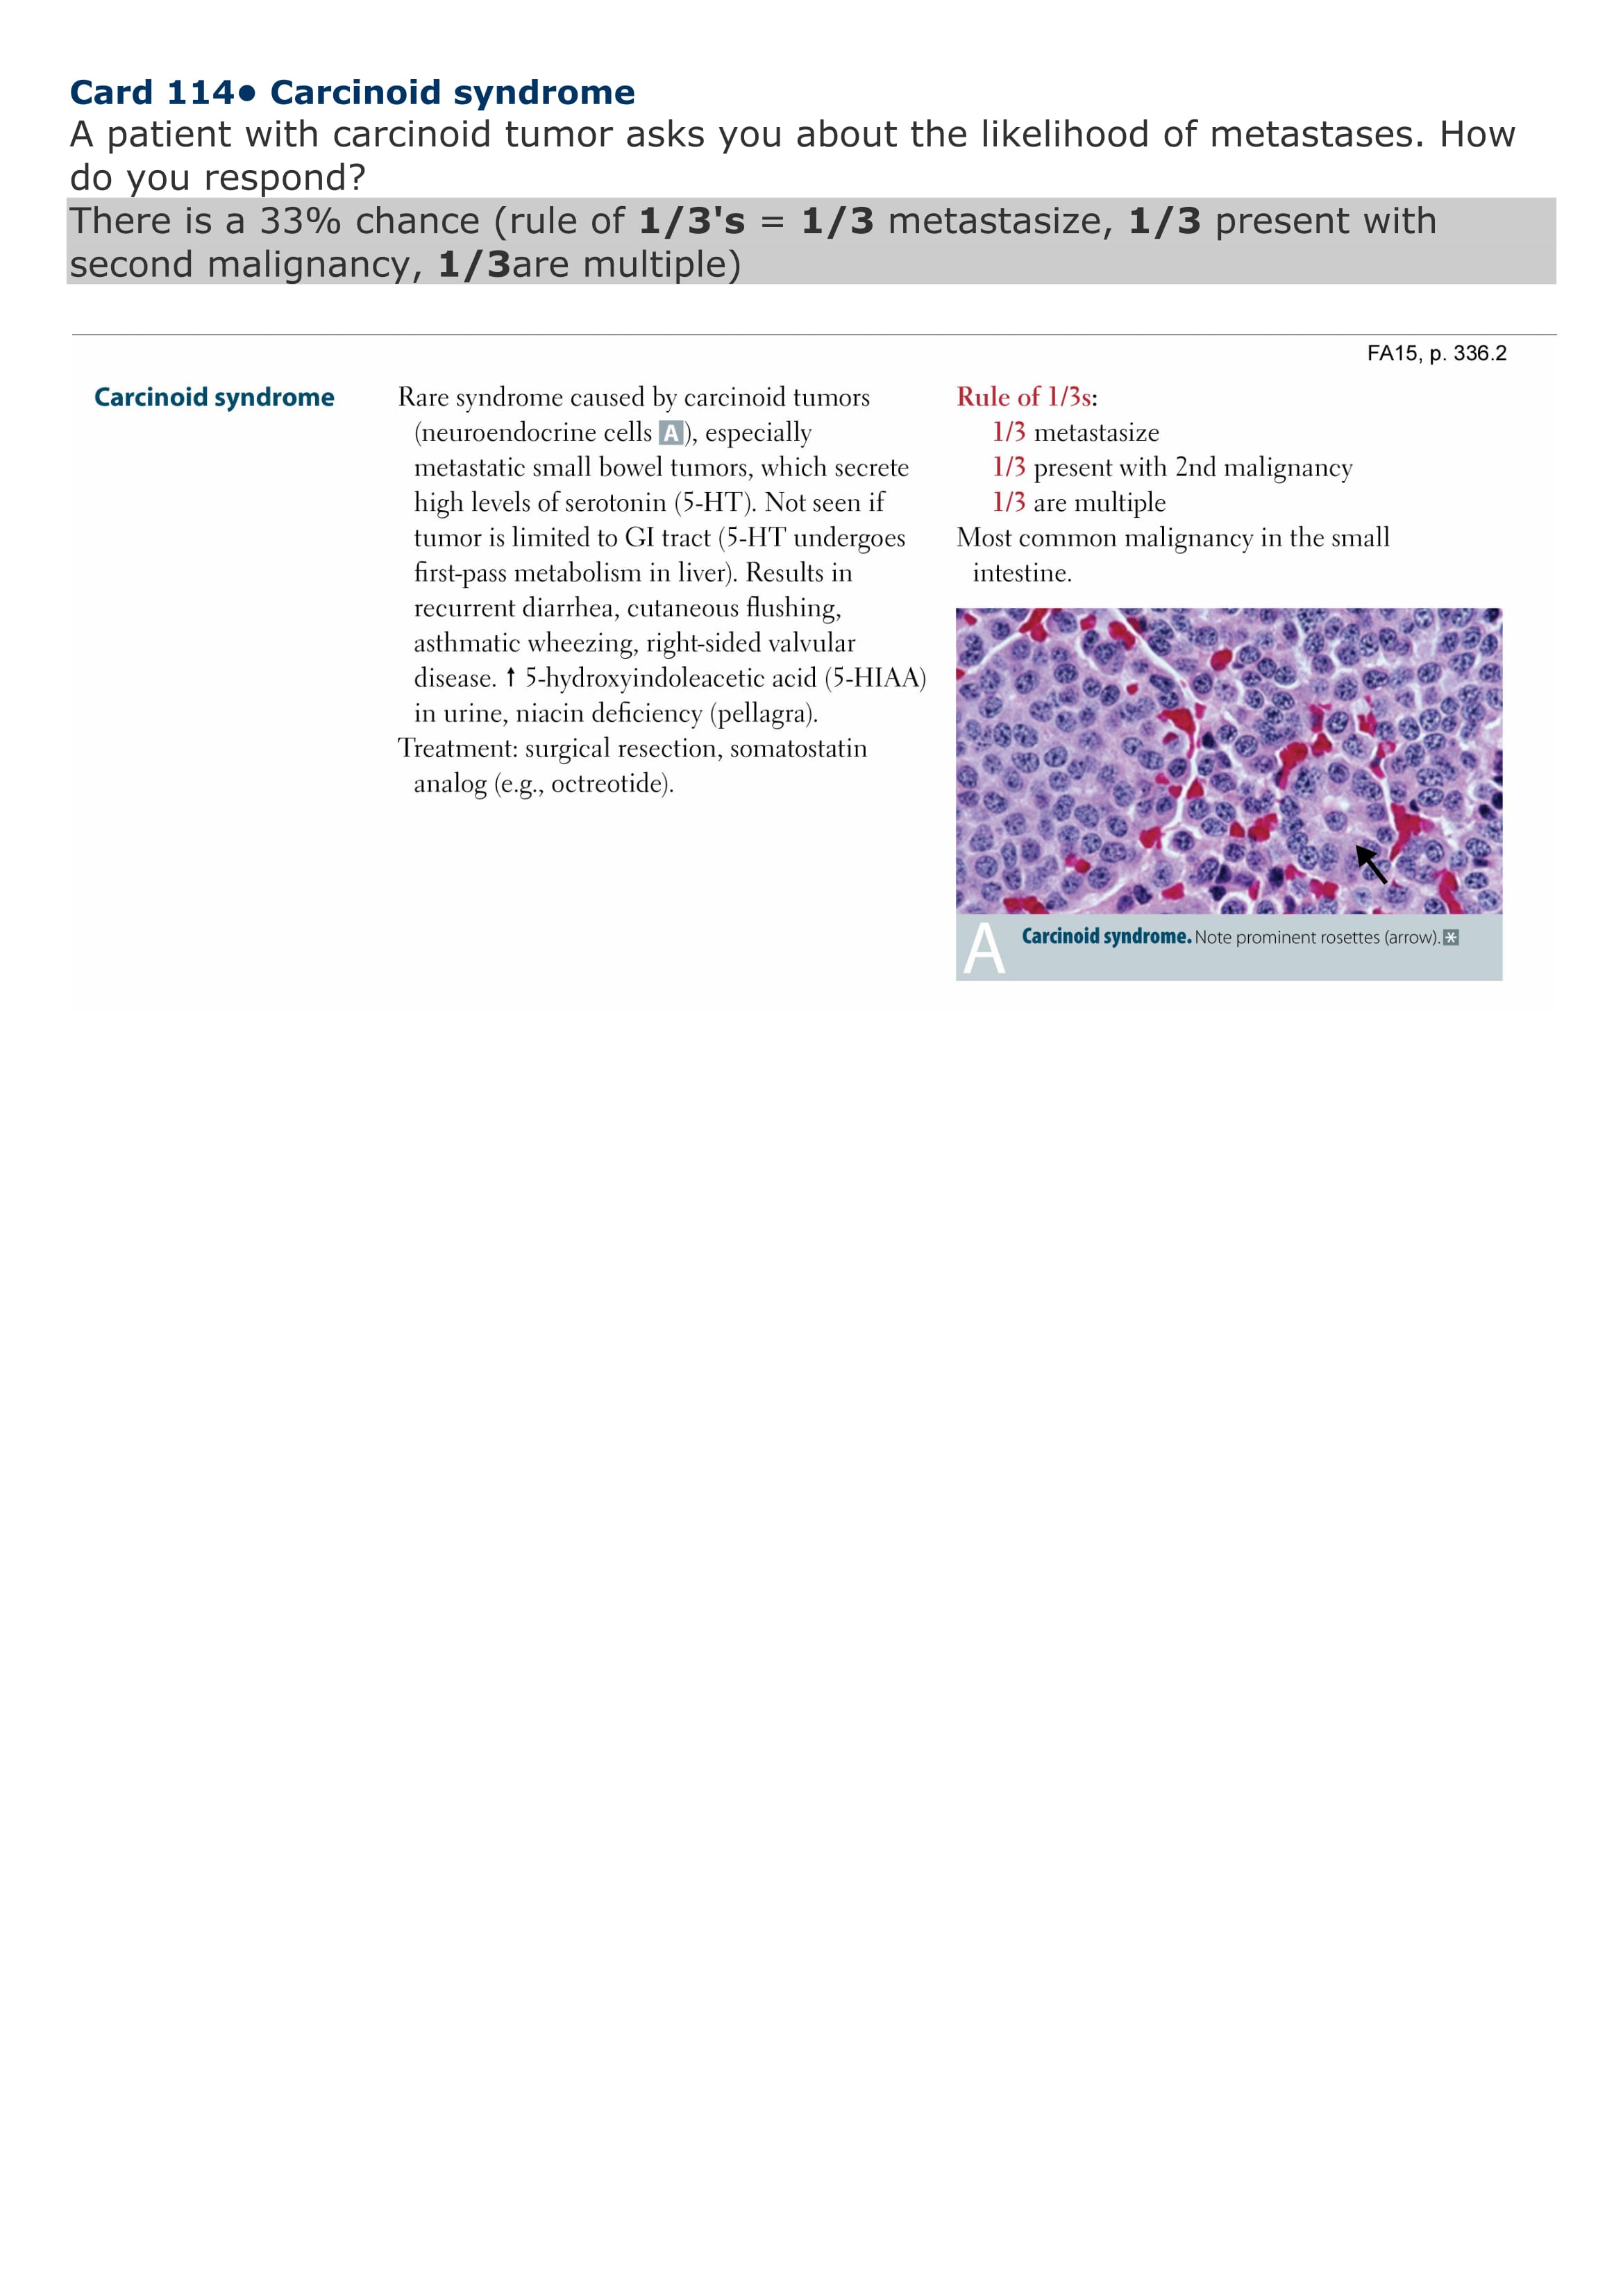 Card 114• Carcinoid syndrome
A patient with carcinoid tumor asks you about the likelihood of metastases. How
do you respond?
There is a 33% chance (rule of 1/3's = 1/3 metastasize, 1/3 present with
second malignancy, 1/3are multiple)
FA15, p. 336.2
Carcinoid syndrome
Rare syndrome caused by carcinoid tumors
(neuroendocrine cells A), especially
metastatic small bowel tumors, which secrete
high levels of serotonin (5-HT). Not seen if
tumor is limited to GI tract (5-HT undergoes
first-pass metabolism in liver). Results in
recurrent diarrhea, cutaneous flushing,
asthmatic wheezing, right-sided valvular
disease. ↑ 5-hydroxyindoleacetic acid (5-HIAA)
in urine, niacin deficiency (pellagra).
Treatment: surgical resection, somatostatin
analog (e.g., octreotide).
Rule of 1/3s:
1/3 metastasize
1/3 present with 2nd malignancy
1/3 are multiple
Most common malignancy in the small
intestine.
A Carcinoid syndrome. Note prominent rosettes (arrow). *